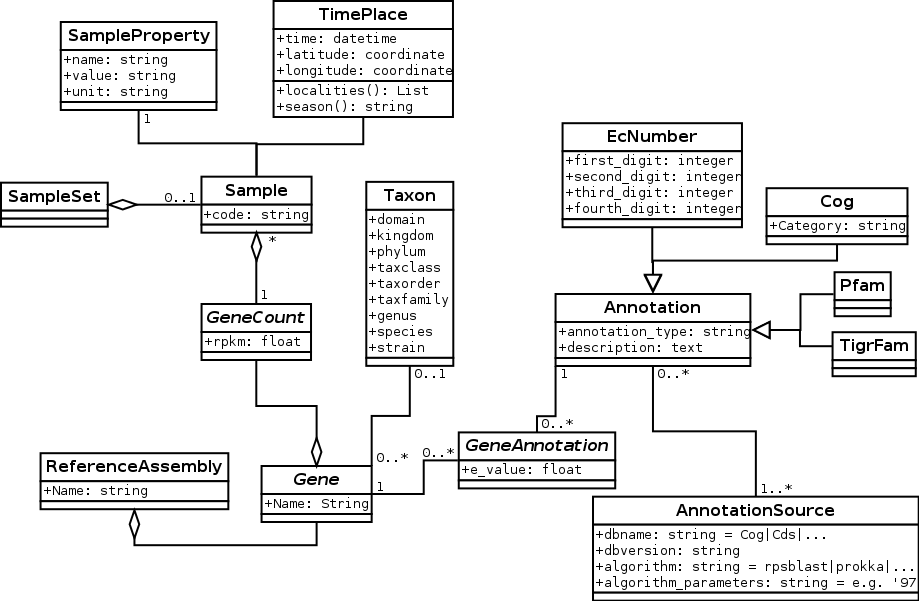 TimePlace
+time: datetime
+latitude: coordinate
+longitude: coordinate
+localities(): List
+season(): string
SampleProperty
+name: string
+value: string
+unit: string
1
EcNumber
+first_digit: integer
+second_digit: integer
+third_digit: integer
+fourth_digit: integer
SampleSet
0..1
Sample
+code: string
*
Taxon
+domain
+kingdom
+phylum
+taxclass
+taxorder
+taxfamily
+genus
+species
+strain
0..1
Cog
+Category: string
Pfam
TigrFam
1
GeneCount
+rpkm: float
Annotation
+annotation_type: string
+description: text
1
0..*
0..*
GeneAnnotation
+e_value: float
0..*
0..*
1
ReferenceAssembly
+Name: string
Gene
+Name: String
1..*
AnnotationSource
+dbname: string = Cog|Cds|...
+dbversion: string
+algorithm: string = rpsblast|prokka|...
+algorithm_parameters: string = e.g. '97